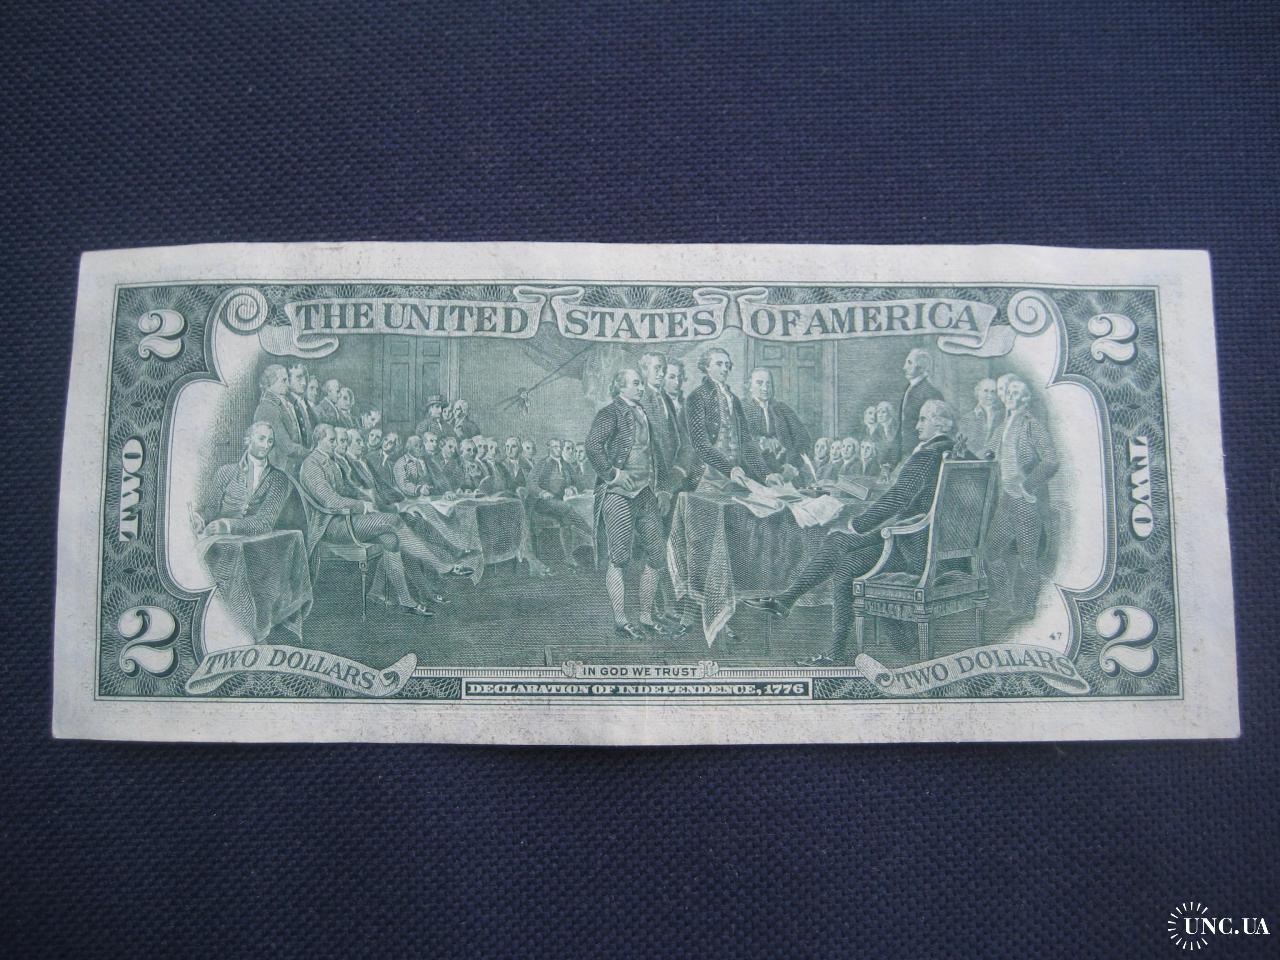 THE UNITED STATES OF AMERICA
2
2
TWO
TWO
2
2
47
TWO DOLLARS
IN GOD WE TRUST
TWO DOLLARS
DECLARATION OF INDEPENDENCE, 1776
UNC.UA